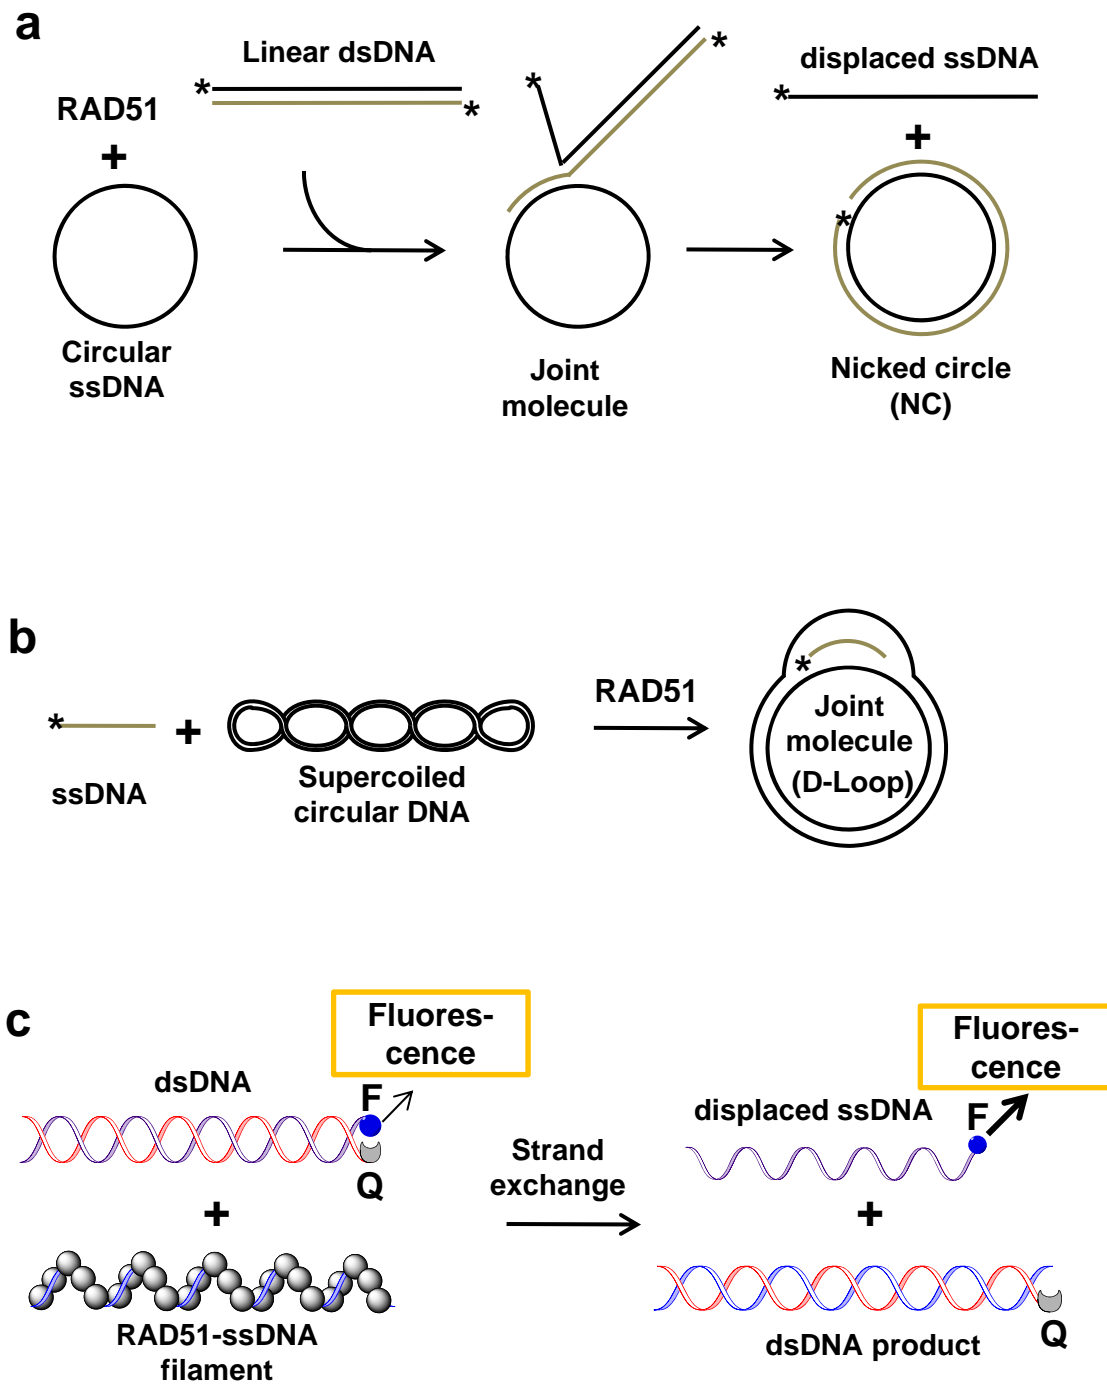 a
Linear dsDNA
* *
RAD51
+
Circular
ssDNA
* *
Joint
molecule
displaced ssDNA
*
+
*
Nicked circle
(NC)
b
*
ssDNA
+
Supercoiled
circular DNA
RAD51
*
Joint
molecule
(D-Loop)
c
Fluores-
cence
dsDNA
F
Q
+
RAD51-ssDNA
filament
Strand
exchange
Fluores-
cence
displaced ssDNA
F
+
Q
dsDNA product